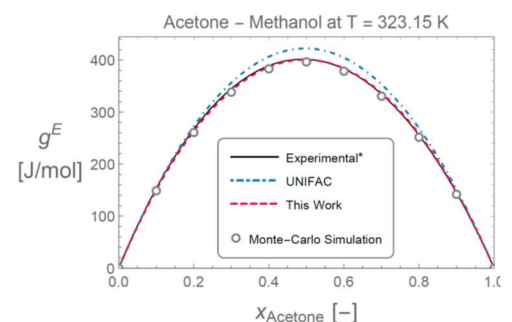 Acetone − Methanol at T = 323.15 K
400
300
200
100
0
g^E
[J/mol]
Experimental*
UNIFAC
This Work
Monte−Carlo Simulation
0.0 0.2 0.4 0.6 0.8 1.0
x_Acetone [−]